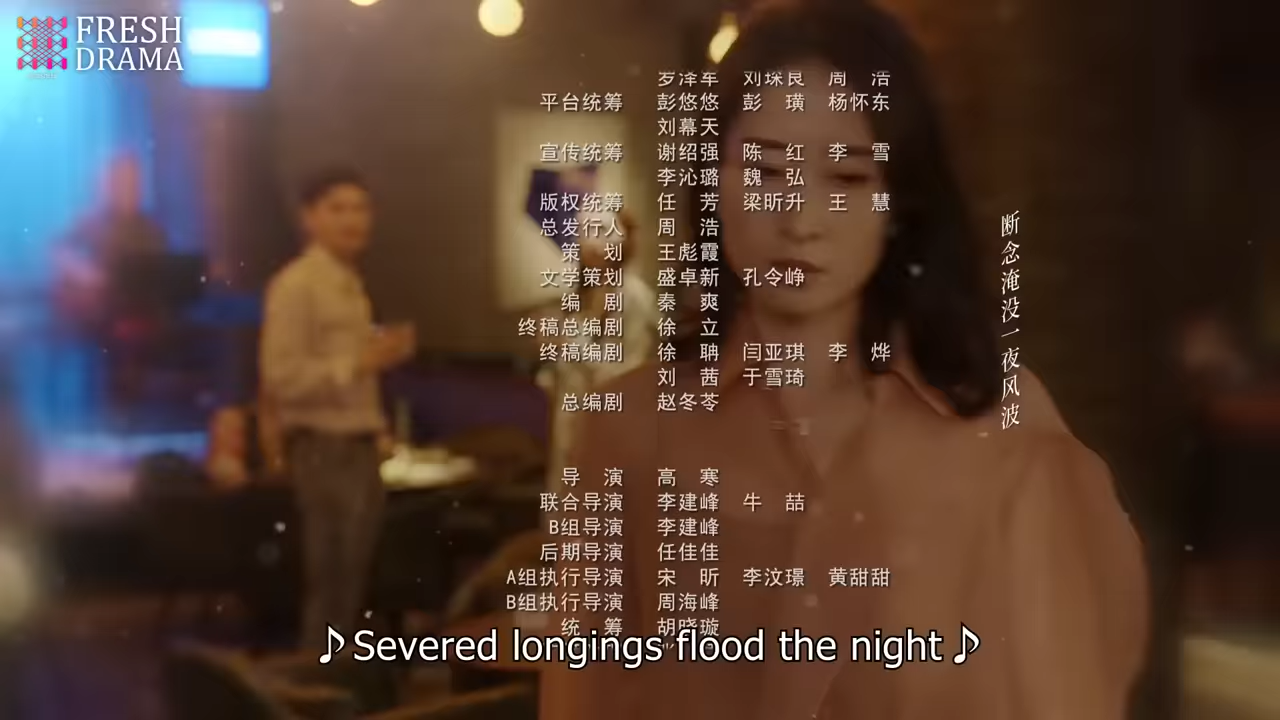 FRESH
DRAMA
罗泽军 刘琛良 周 浩
平台统筹 彭悠悠 彭 璜 杨怀东
刘幕天
宣传统筹 谢绍强 陈 红 李 雪
李沁璐 魏 弘
版权统筹 任 芳 梁昕升 王 慧
总发行人 周 浩
策 划 王彪霞
文学策划 盛卓新 孔令峥
编 剧 秦 爽
终稿总编剧 徐 立
终稿编剧 徐 聃 闫亚琪 李 烨
刘 茜 于雪琦
总编剧 赵冬苓
导 演 高 寒
联合导演 李建峰 牛 喆
B组导演 李建峰
后期导演 任佳佳
A组执行导演 宋 昕 李汶璟 黄甜甜
B组执行导演 周海峰
统 筹 胡晓璇
断念淹没一夜风波
♪Severed longings flood the night♪